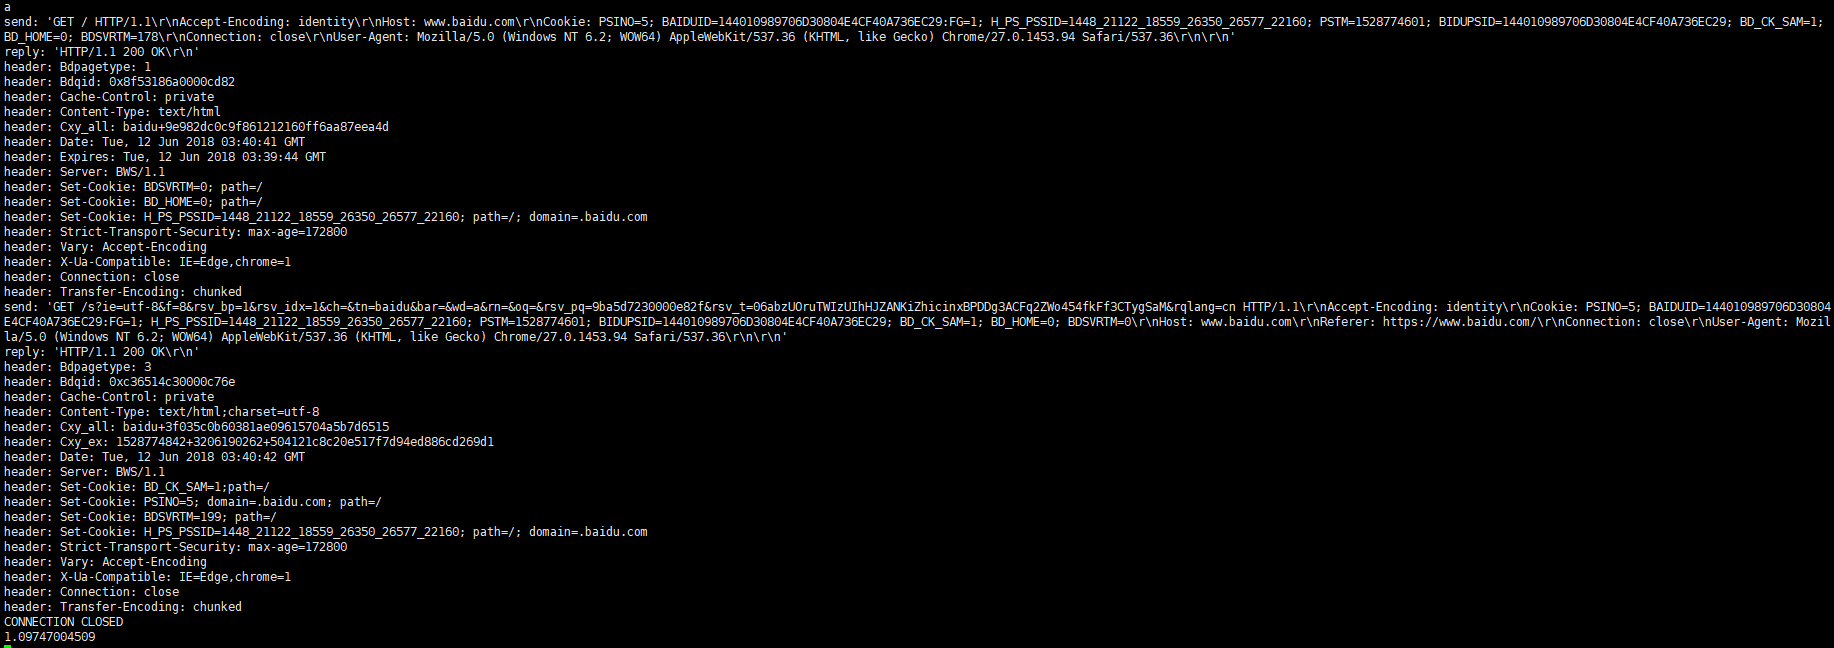 a
send: 'GET / HTTP/1.1\r\nAccept-Encoding: identity\r\nHost: www.baidu.com\r\nCookie: PSINO=5; BAIDUID=144010989706D30804E4CF40A736EC29:FG=1; H_PS_PSSID=1448_21122_18559_26350_26577_22160; PSTM=1528774601; BIDUPSID=144010989706D30804E4CF40A736EC29; BD_CK_SAM=1;
BD_HOME=0; BDSVRTM=178\r\nConnection: close\r\nUser-Agent: Mozilla/5.0 (Windows NT 6.2; WOW64) AppleWebKit/537.36 (KHTML, like Gecko) Chrome/27.0.1453.94 Safari/537.36\r\n\r\n'
reply: 'HTTP/1.1 200 OK\r\n'
header: Bdpagetype: 1
header: Bdqid: 0x8f53186a0000cd82
header: Cache-Control: private
header: Content-Type: text/html
header: Cxy_all: baidu+9e982dc0c9f861212160ff6aa87eea4d
header: Date: Tue, 12 Jun 2018 03:40:41 GMT
header: Expires: Tue, 12 Jun 2018 03:39:44 GMT
header: Server: BWS/1.1
header: Set-Cookie: BDSVRTM=0; path=/
header: Set-Cookie: BD_HOME=0; path=/
header: Set-Cookie: H_PS_PSSID=1448_21122_18559_26350_26577_22160; path=/; domain=.baidu.com
header: Strict-Transport-Security: max-age=172800
header: Vary: Accept-Encoding
header: X-Ua-Compatible: IE=Edge,chrome=1
header: Connection: close
header: Transfer-Encoding: chunked
send: 'GET /s?ie=utf-8&f=8&rsv_bp=1&rsv_idx=1&ch=&tn=baidu&bar=&wd=a&rn=&oq=&rsv_pq=9ba5d7230000e82f&rsv_t=06abzUOruTWIzUIhHJZANKiZhicinxBPDDg3ACFq2ZWo454fkFf3CTygSaM&rqlang=cn HTTP/1.1\r\nAccept-Encoding: identity\r\nCookie: PSINO=5; BAIDUID=144010989706D30804
E4CF40A736EC29:FG=1; H_PS_PSSID=1448_21122_18559_26350_26577_22160; PSTM=1528774601; BIDUPSID=144010989706D30804E4CF40A736EC29; BD_CK_SAM=1; BD_HOME=0; BDSVRTM=0\r\nHost: www.baidu.com\r\nReferer: https://www.baidu.com/\r\nConnection: close\r\nUser-Agent: Mozil
la/5.0 (Windows NT 6.2; WOW64) AppleWebKit/537.36 (KHTML, like Gecko) Chrome/27.0.1453.94 Safari/537.36\r\n\r\n'
reply: 'HTTP/1.1 200 OK\r\n'
header: Bdpagetype: 3
header: Bdqid: 0xc36514c30000c76e
header: Cache-Control: private
header: Content-Type: text/html;charset=utf-8
header: Cxy_all: baidu+3f035c0b60381ae09615704a5b7d6515
header: Cxy_ex: 1528774842+3206190262+504121c8c20e517f7d94ed886cd269d1
header: Date: Tue, 12 Jun 2018 03:40:42 GMT
header: Server: BWS/1.1
header: Set-Cookie: BD_CK_SAM=1;path=/
header: Set-Cookie: PSINO=5; domain=.baidu.com; path=/
header: Set-Cookie: BDSVRTM=199; path=/
header: Set-Cookie: H_PS_PSSID=1448_21122_18559_26350_26577_22160; path=/; domain=.baidu.com
header: Strict-Transport-Security: max-age=172800
header: Vary: Accept-Encoding
header: X-Ua-Compatible: IE=Edge,chrome=1
header: Connection: close
header: Transfer-Encoding: chunked
CONNECTION CLOSED
1.09747004509